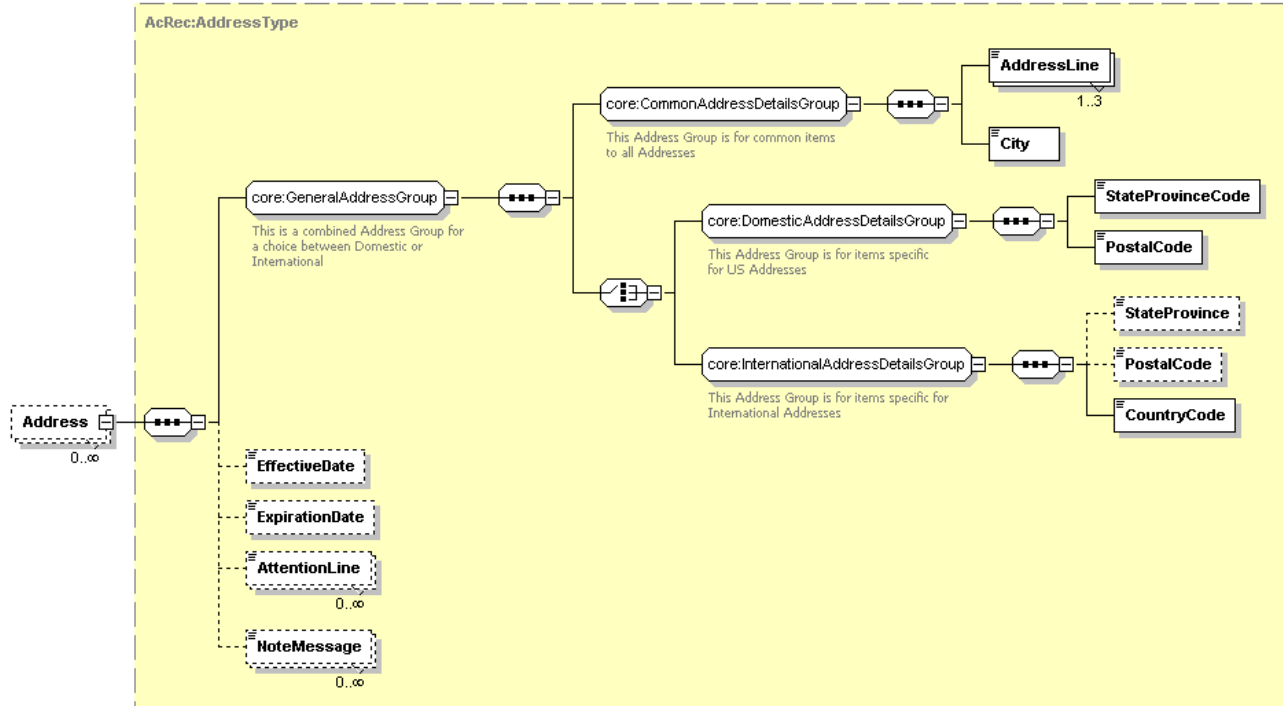 AcRec:AddressType
AddressLine
1..3
core:CommonAddressDetailsGroup
This Address Group is for common items
to all Addresses
City
core:GeneralAddressGroup
This is a combined Address Group for
a choice between Domestic or
International
StateProvinceCode
core:DomesticAddressDetailsGroup
This Address Group is for items specific
for US Addresses
PostalCode
StateProvince
core:InternationalAddressDetailsGroup
This Address Group is for items specific for
International Addresses
PostalCode
CountryCode
Address
0..∞
EffectiveDate
ExpirationDate
AttentionLine
0..∞
NoteMessage
0..∞